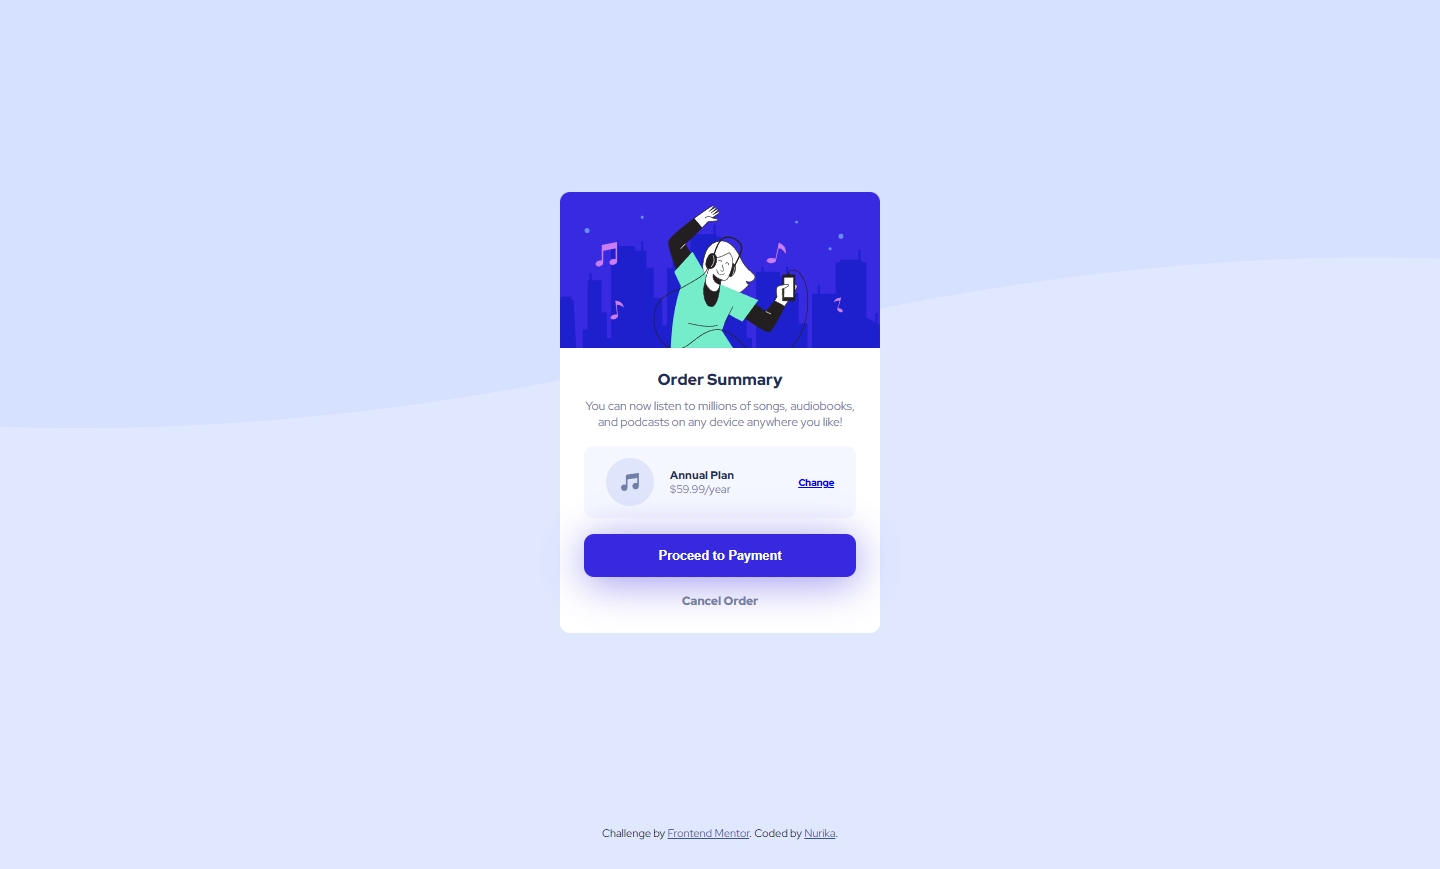 Order Summary
You can now listen to millions of songs, audiobooks,
and podcasts on any device anywhere you like!
Annual Plan
$59.99/year
Change
Proceed to Payment
Cancel Order
Challenge by Frontend Mentor. Coded by Nurika.